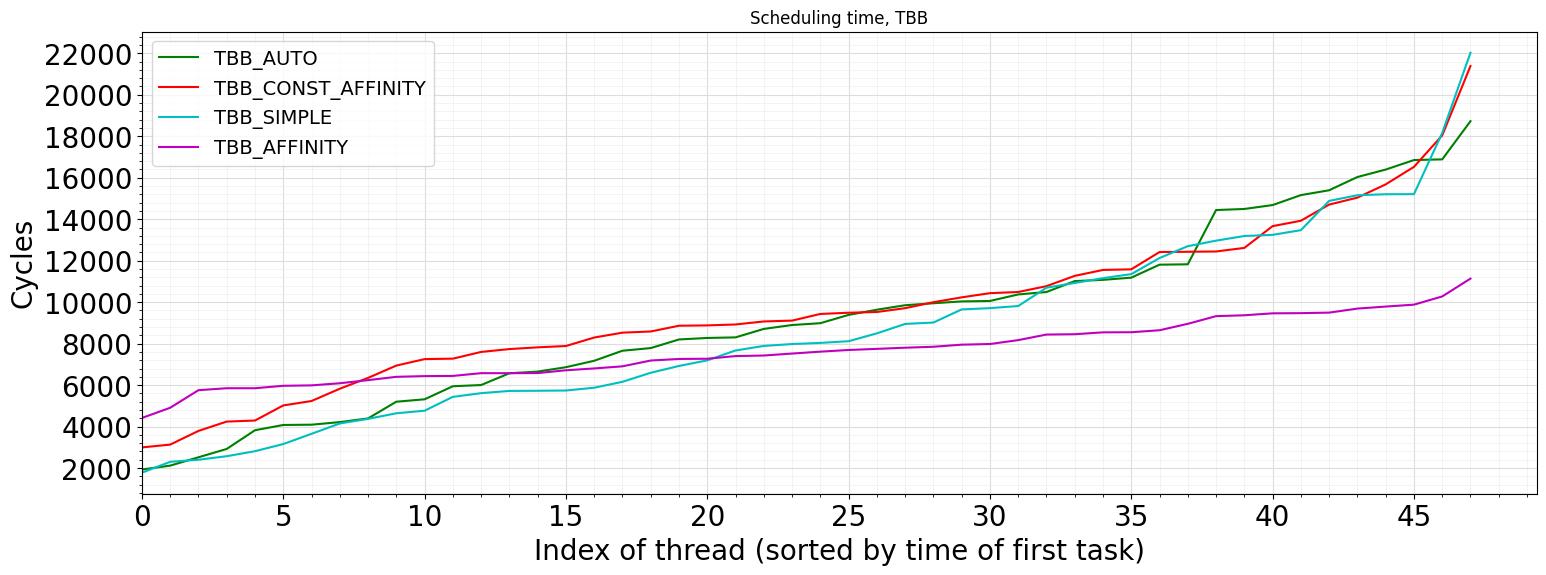 Scheduling time, TBB
TBB_AUTO
TBB_CONST_AFFINITY
TBB_SIMPLE
TBB_AFFINITY
22000
20000
18000
16000
14000
12000
10000
8000
6000
4000
2000
Cycles
0 5 10 15 20 25 30 35 40 45
Index of thread (sorted by time of first task)